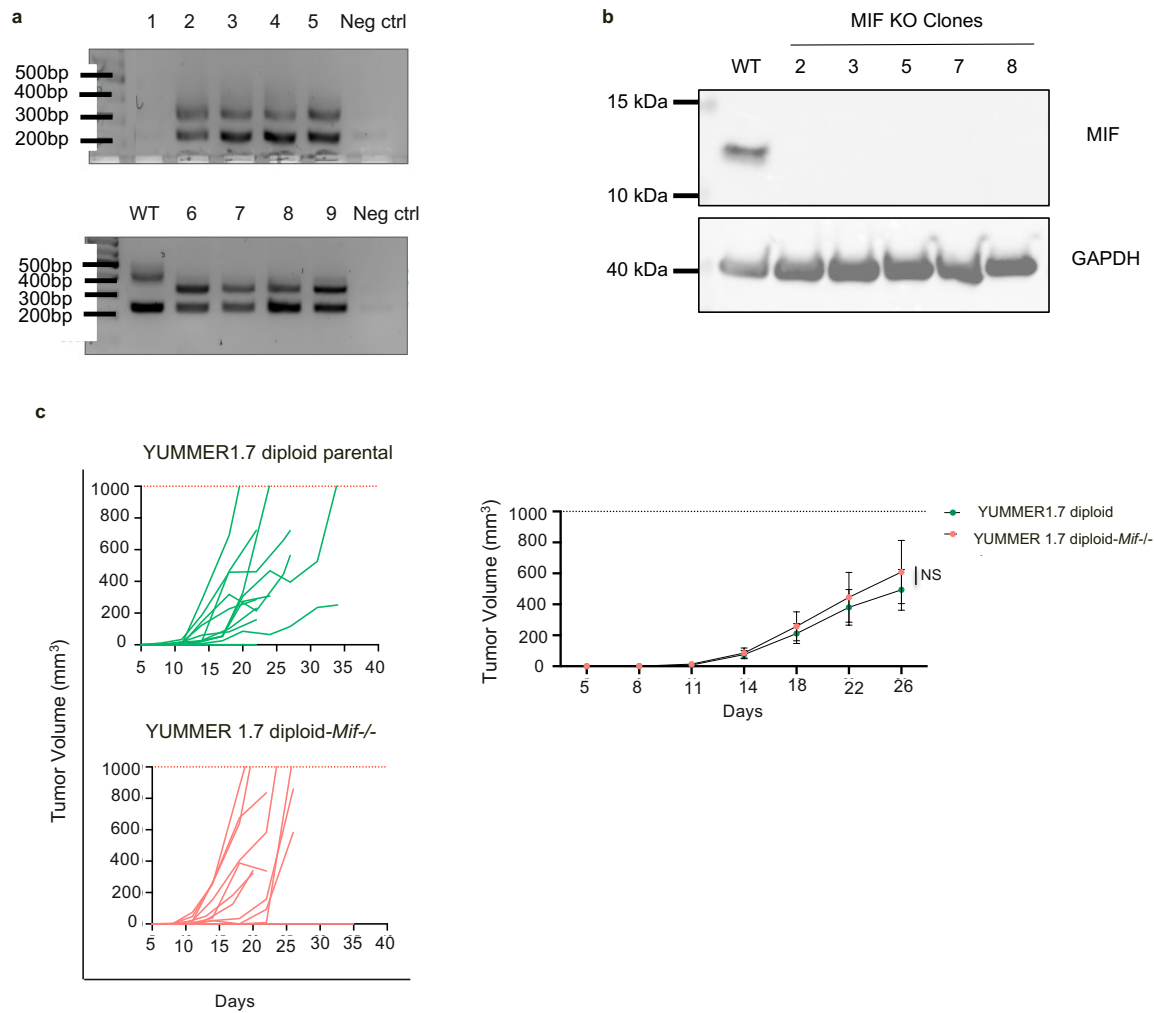 a
1 2 3 4 5 Neg ctrl
500bp
400bp
300bp
200bp
WT 6 7 8 9 Neg ctrl
500bp
400bp
300bp
200bp
b
MIF KO Clones
WT 2 3 5 7 8
15 kDa
MIF
10 kDa
GAPDH
40 kDa
c
YUMMER1.7 diploid parental
1000
800
600
400
200
0
5 10 15 20 25 30 35 40
YUMMER 1.7 diploid-Mif-/-
1000
800
600
400
200
0
5 10 15 20 25 30 35 40
Tumor Volume (mm³)
Days
Tumor Volume (mm³)
1000
800
600
400
200
0
5 8 11 14 18 22 26
Days
YUMMER1.7 diploid
YUMMER 1.7 diploid-Mif-/-
NS